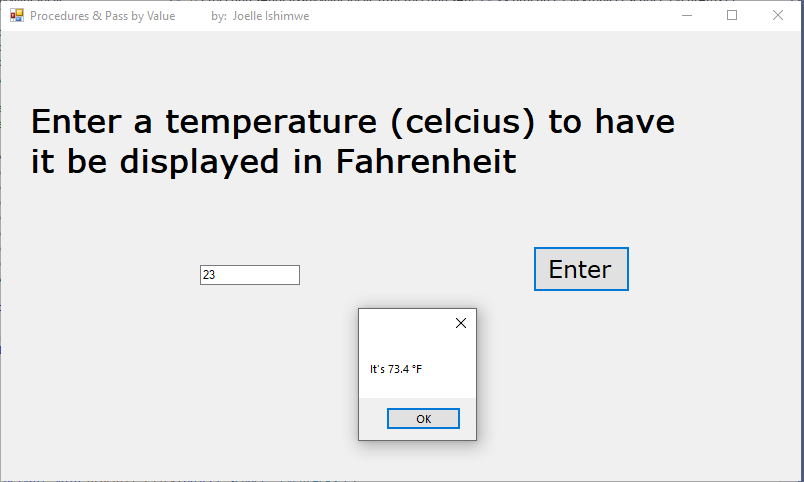 Procedures & Pass by Value by: Joelle Ishimwe
Enter a temperature (celcius) to have
it be displayed in Fahrenheit
23
Enter
It's 73.4 °F
OK